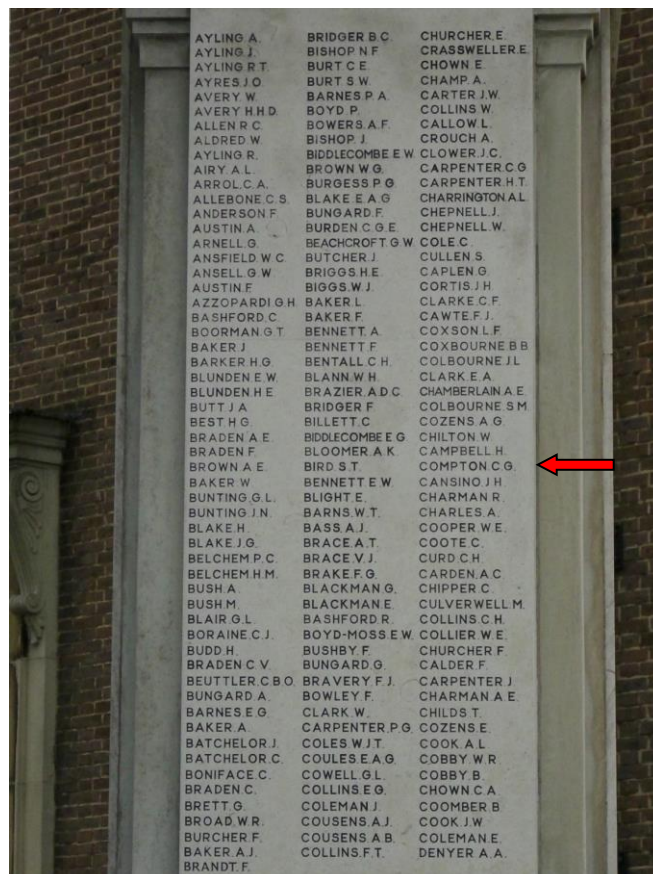 AYLING A.
AYLING J.
AYLING R T.
AYRES J.O.
AVERY W.
AVERY H.H.D.
ALLEN R C.
ALDRED W.
AYLING R.
AIRY A.L.
ARROL C.A.
ALLEBONE C.S.
ANDERSON F.
AUSTIN A
ARNELL G.
ANSFIELD W C.
ANSELL G W
AUSTIN F
AZZOPARDI G.H.
BASHFORD C.
BOORMAN G T
BAKER J
BARKER H G.
BLUNDEN E W.
BLUNDEN H E
BUTT J A
BEST H G.
BRADEN A E.
BRADEN F.
BROWN A E.
BAKER W
BUNTING G L.
BUNTING J N.
BLAKE H.
BLAKE J G.
BELCHEM P C.
BELCHEM H M.
BUSH A.
BUSH M.
BLAIR G L.
BORAINE C J.
BUDD H.
BRADEN C V.
BEUTTLER C B O.
BUNGARD A.
BARNES E G.
BAKER A.
BATCHELOR J.
BATCHELOR C.
BONIFACE C.
BRADEN C.
BRETT G.
BROAD W R.
BURCHER F.
BAKER A J.
BRANDT F.
BRIDGER B C.
BISHOP N F
BURT C E.
BURT S W.
BARNES P A.
BOYD P.
BOWERS A.F.
BISHOP J.
BIDDLECOMBE E W.
BROWN W G.
BURGESS P G
BLAKE E A G
BUNGARD F.
BURDEN C G E.
BEACHCROFT G W
BUTCHER J.
BRIGGS H E.
BIGGS W J.
BAKER L.
BAKER F.
BENNETT A.
BENNETT F
BENTALL C H.
BLANN W H.
BRAZIER A D C.
BRIDGER F
BILLETT C
BIDDLECOMBE E G.
BLOOMER A K.
BIRD S T.
BENNETT E W.
BLIGHT E.
BARNS W T.
BASS A J.
BRACE A T.
BRACE V J.
BRAKE F G.
BLACKMAN G.
BLACKMAN E.
BASHFORD R.
BOYD-MOSS E W.
BUSHBY F.
BUNGARD G.
BRAVERY F J.
BOWLEY F.
CLARK W.
CARPENTER P G.
COLES W J T.
COULES E A G.
COWELL G L.
COLLINS E G.
COLEMAN J.
COUSENS A J.
COUSENS A B.
COLLINS F T.
CHURCHER E.
CRASSWELLER E.
CHOWN E.
CHAMP A.
CARTER J W.
COLLINS W.
CALLOW L.
CROUCH A.
CLOWER J.C.
CARPENTER C G
CARPENTER H T.
CHARRINGTON A L
CHEPNELL J.
CHEPNELL W.
COLE C.
CULLEN S.
CAPLEN G.
CORTIS J H
CLARKE C F.
CAWTE F J.
COXSON L F.
COXBOURNE B B
COLBOURNE J L
CLARK E A.
CHAMBERLAIN A E.
COLBOURNE S M
COZENS A G.
CHILTON W.
CAMPBELL H.
COMPTON C G.
CANSINO J H
CHARMAN R.
CHARLES A.
COOPER W E.
COOTE C.
CURD C H.
CARDEN A C
CHIPPER C.
CULVERWELL M.
COLLINS C H.
COLLIER W E.
CHURCHER F.
CALDER F.
CARPENTER J
CHARMAN A E.
CHILDS T.
COZENS E.
COOK A L
COBBY W R
COBBY B.
CHOWN C A.
COOMBER B
COOK J W.
COLEMAN E.
DENYER A A.